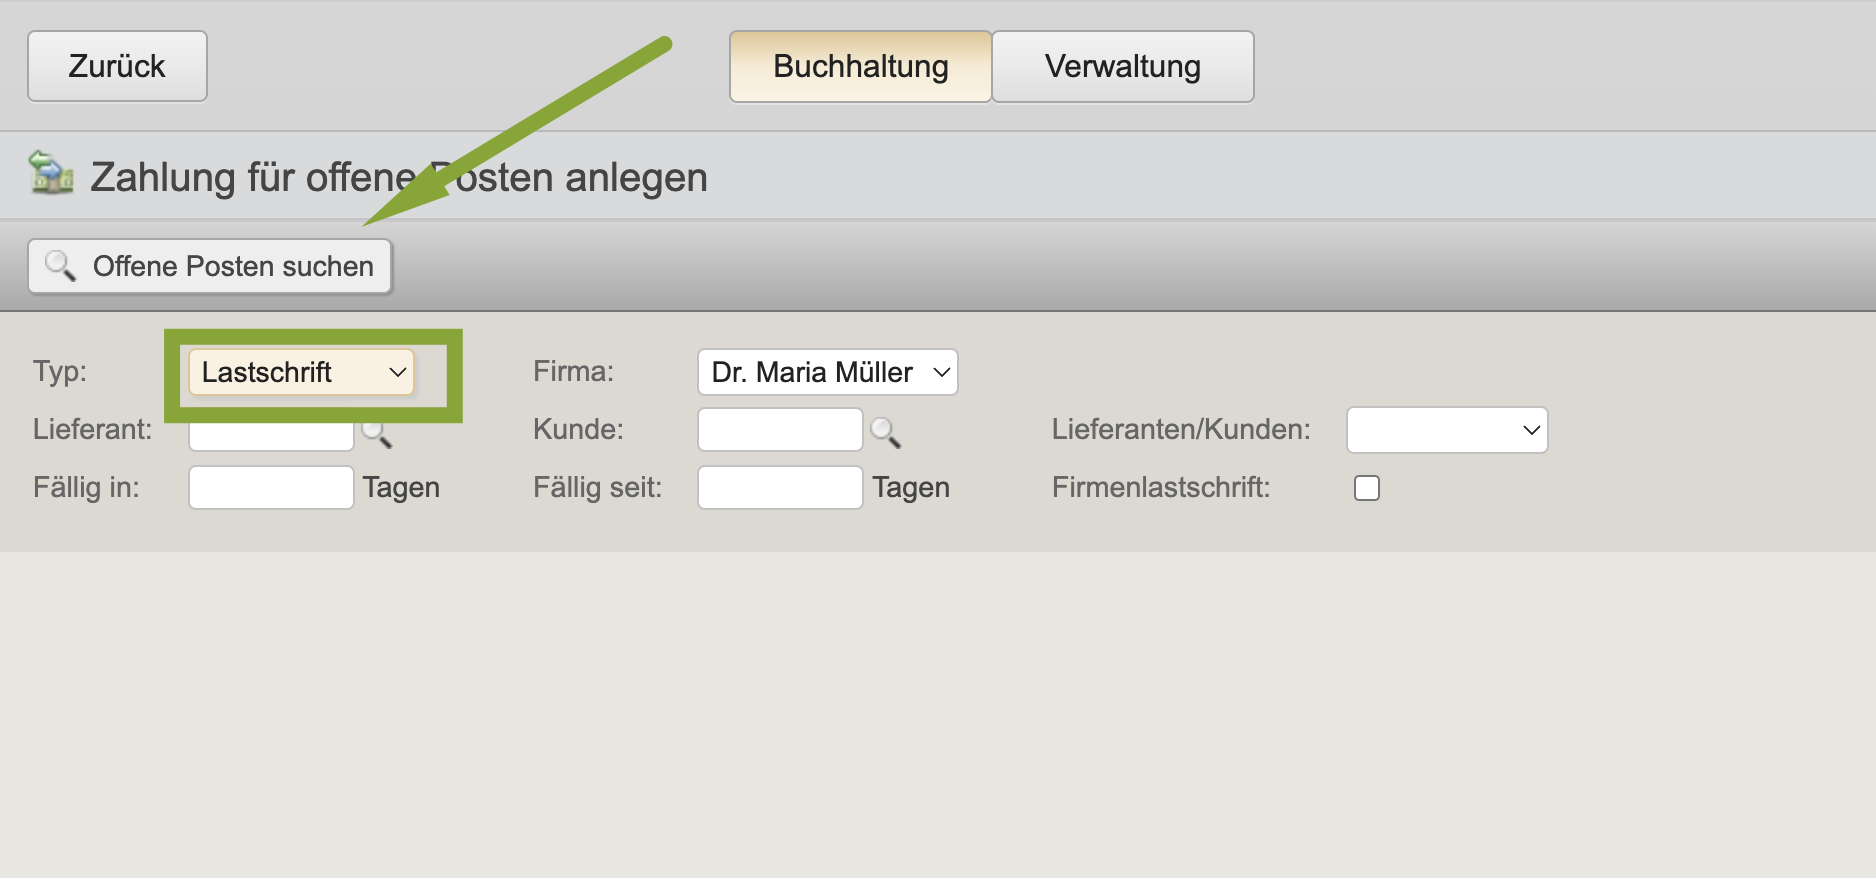 Zurück
Buchhaltung Verwaltung
Zahlung für offene Posten anlegen
Offene Posten suchen
Typ: Lastschrift Firma: Dr. Maria Müller
Lieferant: Kunde: Lieferanten/Kunden:
Fällig in: Tagen Fällig seit: Tagen Firmenlastschrift: